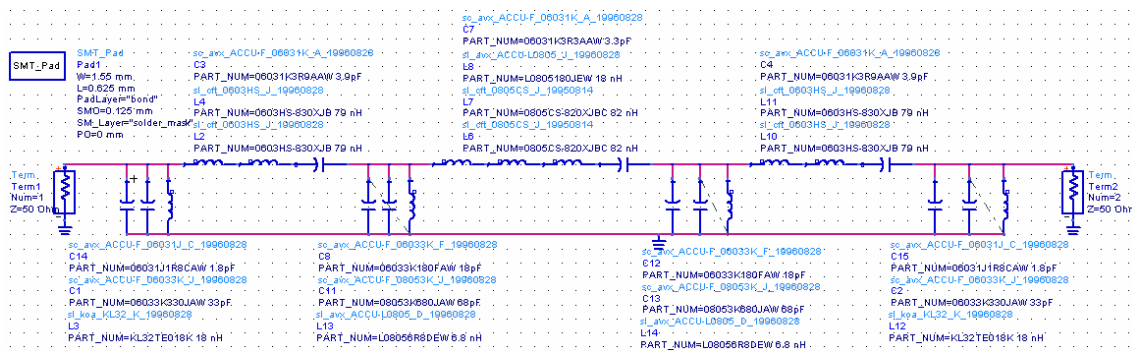 sc_avx_ACCU-F_06031K_A_19960828
C7
PART_NUM=06031K3R3AAW 3.3pF
sl_avx_ACCU-L0805_J_19960828
L8
PART_NUM=L0805180JEW 18 nH
sl_cft_0805CS_J_19950814
L7
PART_NUM=0805CS-820XJBC 82 nH
sl_cft_0805CS_J_19950814
L6
PART_NUM=0805CS-820XJBC 82 nH
SMT_Pad
SMT_Pad
Pad1
W=1.55 mm
L=0.625 mm
PadLayer="bond"
SMO=0.125 mm
SM_Layer="solder_mask"
PO=0 mm
sc_avx_ACCU-F_06031K_A_19960828
C3
PART_NUM=06031K3R9AAW 3.9pF
sl_cft_0603HS_J_19960828
L4
PART_NUM=0603HS-830XJB 79 nH
sl_cft_0603HS_J_19960828
L2
PART_NUM=0603HS-830XJB 79 nH
sc_avx_ACCU-F_06031K_A_19960828
C4
PART_NUM=06031K3R9AAW 3.9pF
sl_cft_0603HS_J_19960828
L11
PART_NUM=0603HS-830XJB 79 nH
sl_cft_0603HS_J_19960828
L10
PART_NUM=0603HS-830XJB 79 nH
Term
Term1
Num=1
Z=50 Ohm
Term
Term2
Num=2
Z=50 Ohm
sc_avx_ACCU-F_06031J_C_19960828
C14
PART_NUM=06031J1R8CAW 1.8pF
sc_avx_ACCU-F_06033K_J_19960828
C1
PART_NUM=06033K330JAW 33pF
sl_koa_KL32_K_19960828
L3
PART_NUM=KL32TE018K 18 nH
sc_avx_ACCU-F_06033K_F_19960828
C8
PART_NUM=06033K180FAW 18pF
sc_avx_ACCU-F_08053K_J_19960828
C11
PART_NUM=08053K680JAW 68pF
sl_avx_ACCU-L0805_D_19960828
L13
PART_NUM=L08056R8DEW 6.8 nH
sc_avx_ACCU-F_06033K_F_19960828
C12
PART_NUM=06033K180FAW 18pF
sc_avx_ACCU-F_08053K_J_19960828
C13
PART_NUM=08053K680JAW 68pF
sl_avx_ACCU-L0805_D_19960828
L14
PART_NUM=L08056R8DEW 6.8 nH
sc_avx_ACCU-F_06031J_C_19960828
C15
PART_NUM=06031J1R8CAW 1.8pF
sc_avx_ACCU-F_06033K_J_19960828
C2
PART_NUM=06033K330JAW 33pF
sl_koa_KL32_K_19960828
L12
PART_NUM=KL32TE018K 18 nH